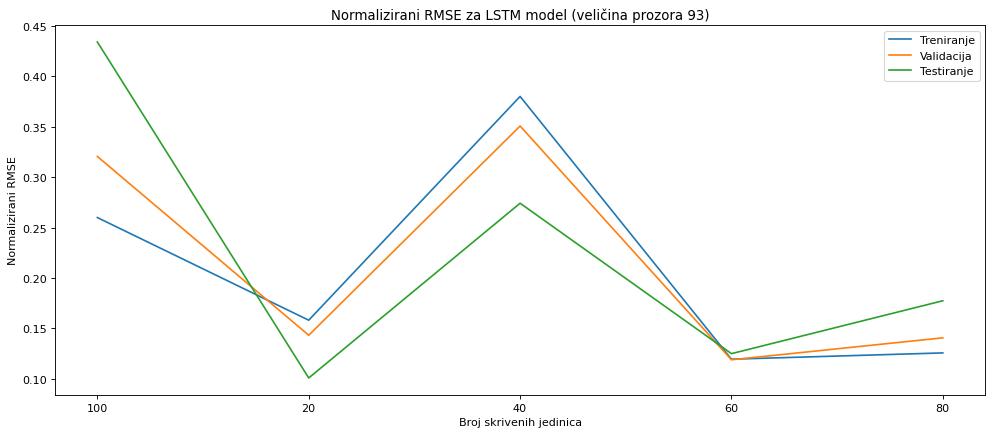 Normalizirani RMSE za LSTM model (veličina prozora 93)
Treniranje
Validacija
Testiranje
Normalizirani RMSE
0.45
0.40
0.35
0.30
0.25
0.20
0.15
0.10
100 20 40 60 80
Broj skrivenih jedinica